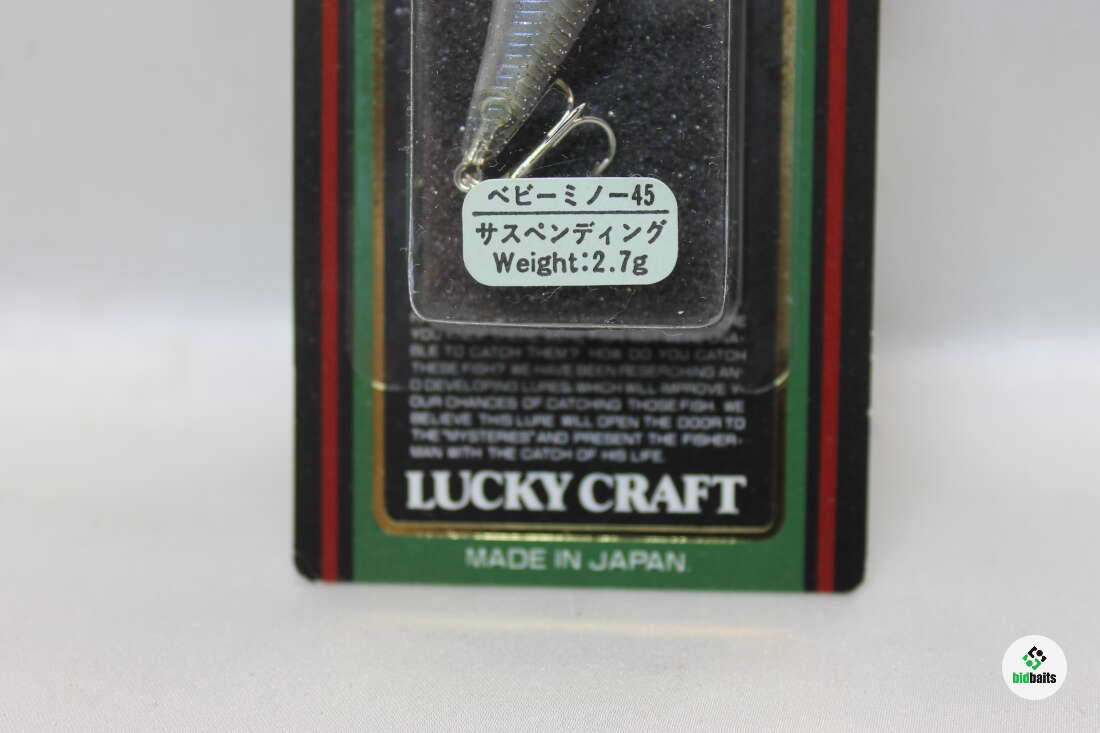 ベビーミノー45
サスペンディング
Weight:2.7g
BLE TO CATCH THEM? HOW DO YOU CATCH
THESE FISH? WE HAVE BEEN RESERCHING AN-
D DEVELOPING LURES, WHICH WILL IMPROVE Y-
OUR CHANCES OF CATCHING THOSE FISH. WE
BELIEVE THIS LURE WILL OPEN THE DOOR TO
THE "MYSTERIES" AND PRESENT THE FISHER-
MAN WITH THE CATCH OF HIS LIFE.
LUCKY CRAFT
MADE IN JAPAN.
bidbaits